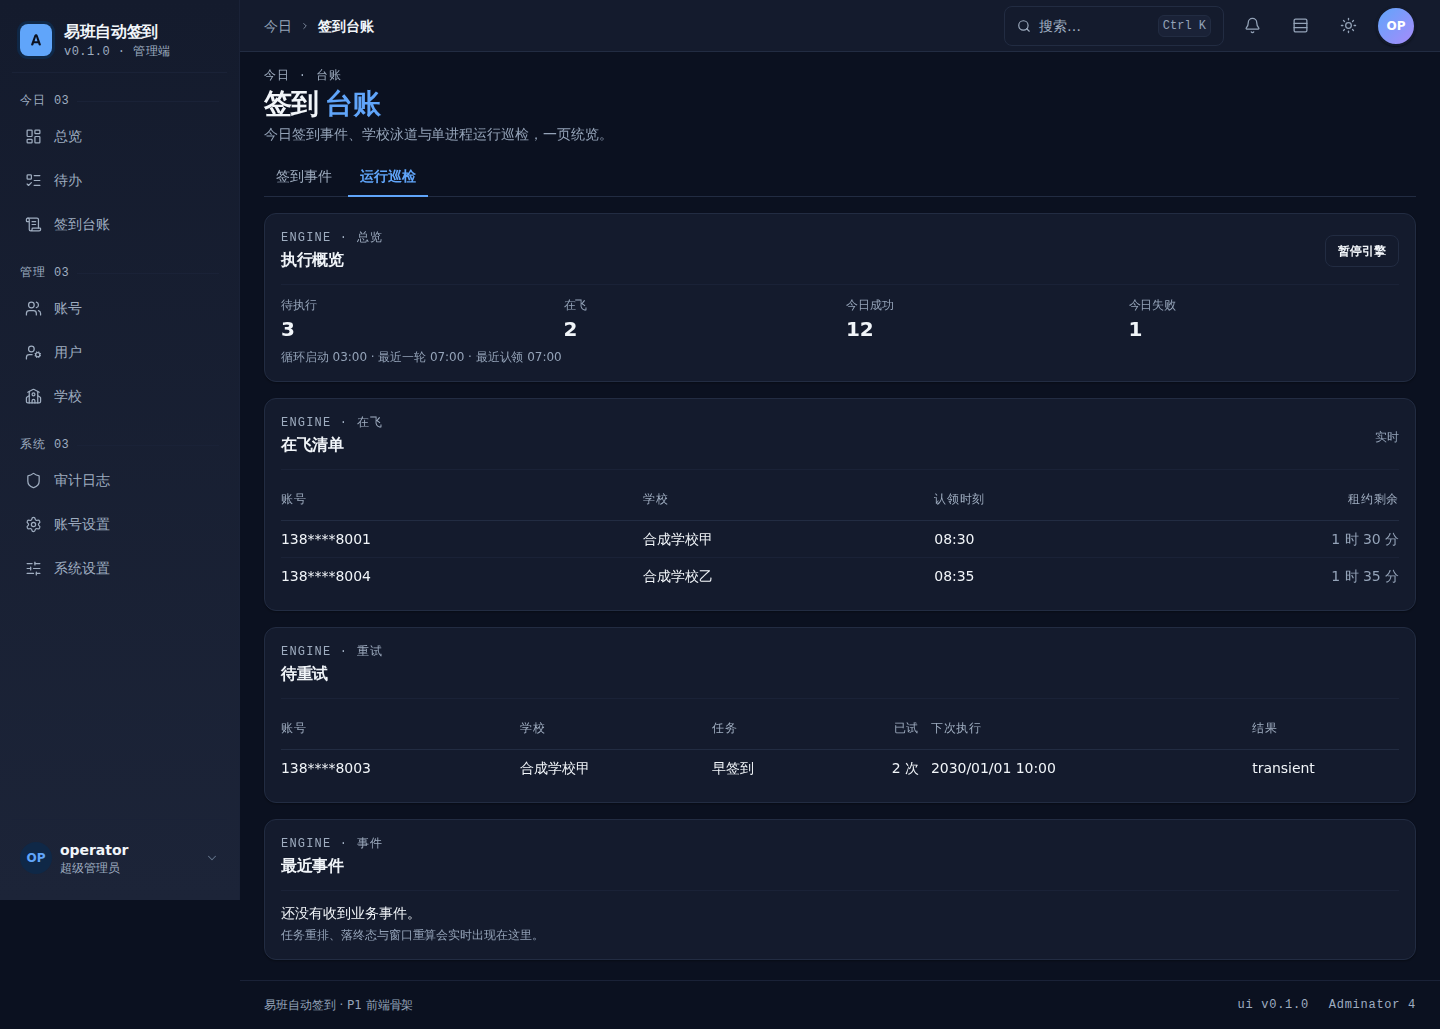 A
易班自动签到
v0.1.0 · 管理端
今日 03
总览
待办
签到台账
管理 03
账号
用户
学校
系统 03
审计日志
账号设置
系统设置
OP
operator
超级管理员
今日 › 签到台账
搜索… Ctrl K
OP
今日 · 台账
签到 台账
今日签到事件、学校泳道与单进程运行巡检，一页统览。
签到事件 运行巡检
ENGINE · 总览
执行概览
暂停引擎
待执行 在飞 今日成功 今日失败
3 2 12 1
循环启动 03:00 · 最近一轮 07:00 · 最近认领 07:00
ENGINE · 在飞
在飞清单
实时
账号 学校 认领时刻 租约剩余
138****8001 合成学校甲 08:30 1 时 30 分
138****8004 合成学校乙 08:35 1 时 35 分
ENGINE · 重试
待重试
账号 学校 任务 已试 下次执行 结果
138****8003 合成学校甲 早签到 2 次 2030/01/01 10:00 transient
ENGINE · 事件
最近事件
还没有收到业务事件。
任务重排、落终态与窗口重算会实时出现在这里。
易班自动签到 · P1 前端骨架
ui v0.1.0 Adminator 4